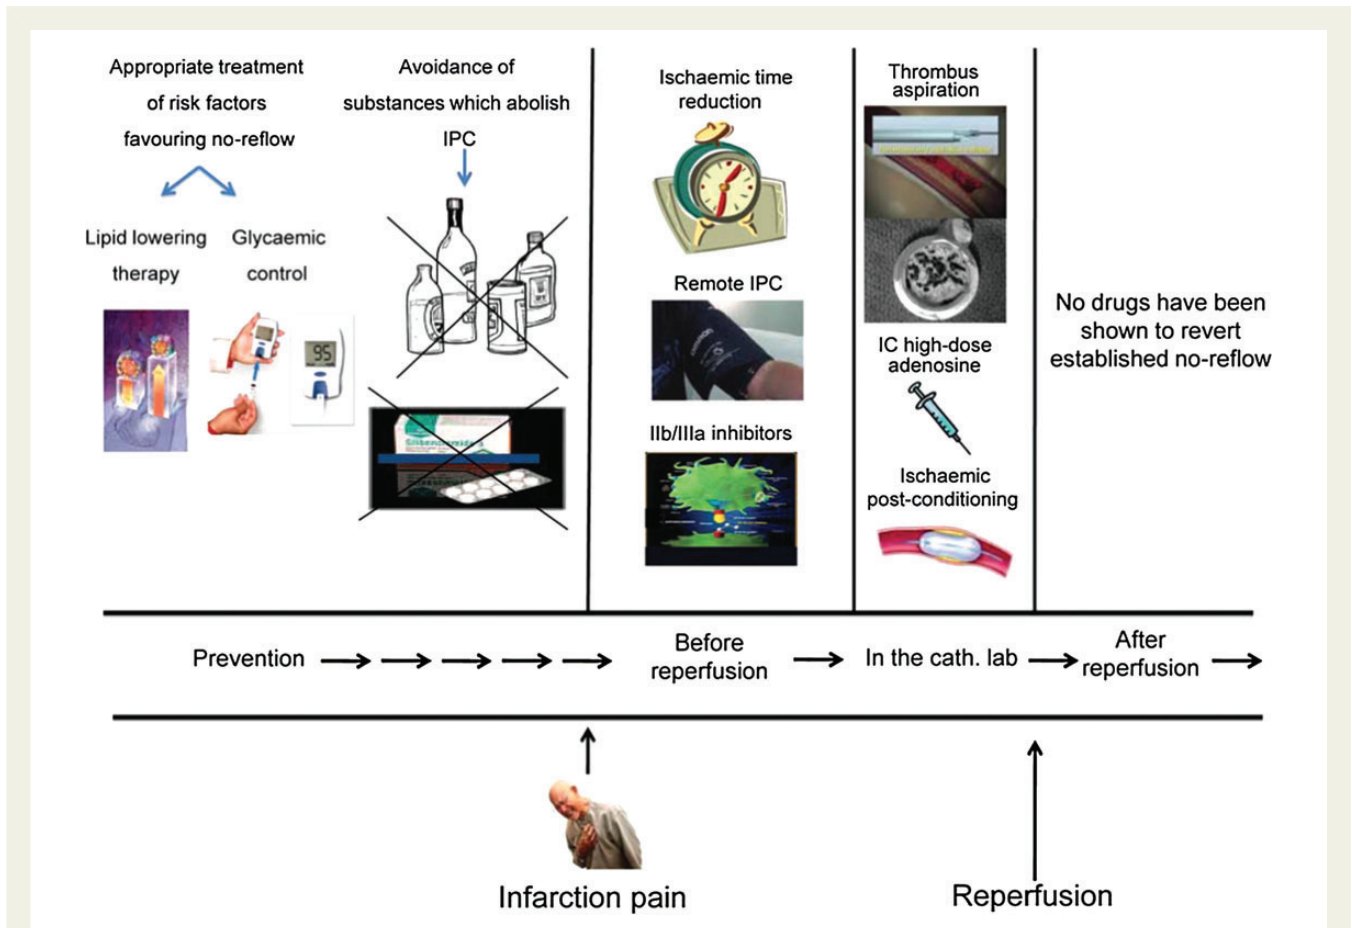 Appropriate treatment
of risk factors
favouring no-reflow
Lipid lowering
therapy
Glycaemic
control
95
Avoidance of
substances which abolish
IPC
Ischaemic time
reduction
Remote IPC
IIb/IIIa inhibitors
Thrombus
aspiration
IC high-dose
adenosine
Ischaemic
post-conditioning
No drugs have been
shown to revert
established no-reflow
Prevention
Before
reperfusion
In the cath. lab
After
reperfusion
Infarction pain
Reperfusion